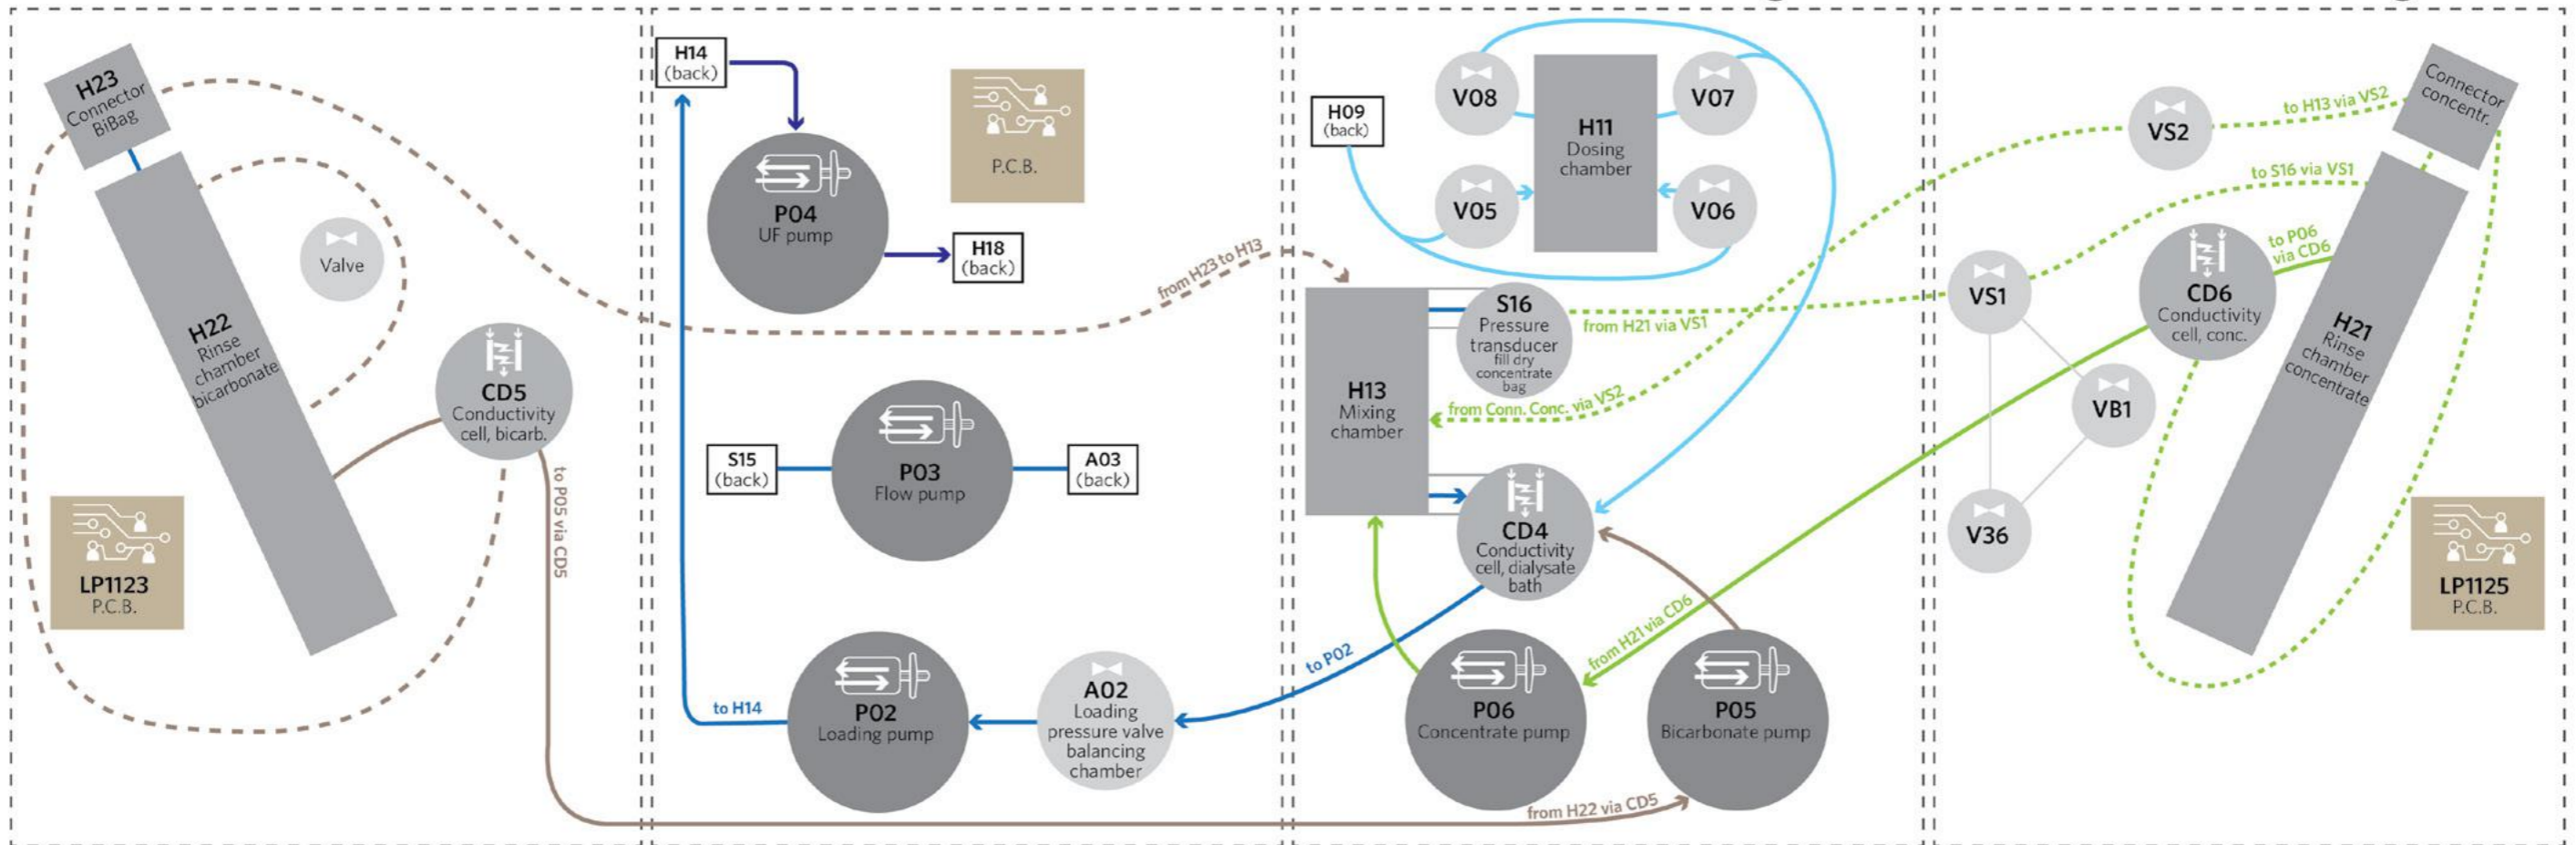 H23
Connector
BiBag
H22
Rinse
chamber
bicarbonate
Valve
CD5
Conductivity
cell, bicarb.
to P05 via CD5
LP1123
P.C.B.
H14
(back)
P04
UF pump
P.C.B.
H18
(back)
from H23 to H13
S15
(back)
P03
Flow pump
A03
(back)
to H14
P02
Loading pump
A02
Loading
pressure valve
balancing
chamber
H09
(back)
V08
V07
H11
Dosing
chamber
V05
V06
H13
Mixing
chamber
S16
Pressure
transducer
fill dry
concentrate
bag
from H21 via VS1
from Conn. Conc. via VS2
CD4
Conductivity
cell, dialysate
bath
to P02
from H21 via CD6
P06
Concentrate pump
P05
Bicarbonate pump
from H22 via CD5
Connector
concentr.
to H13 via VS2
VS2
to S16 via VS1
to P06
via CD6
CD6
Conductivity
cell, conc.
VS1
VB1
V36
H21
Rinse
chamber
concentrate
LP1125
P.C.B.